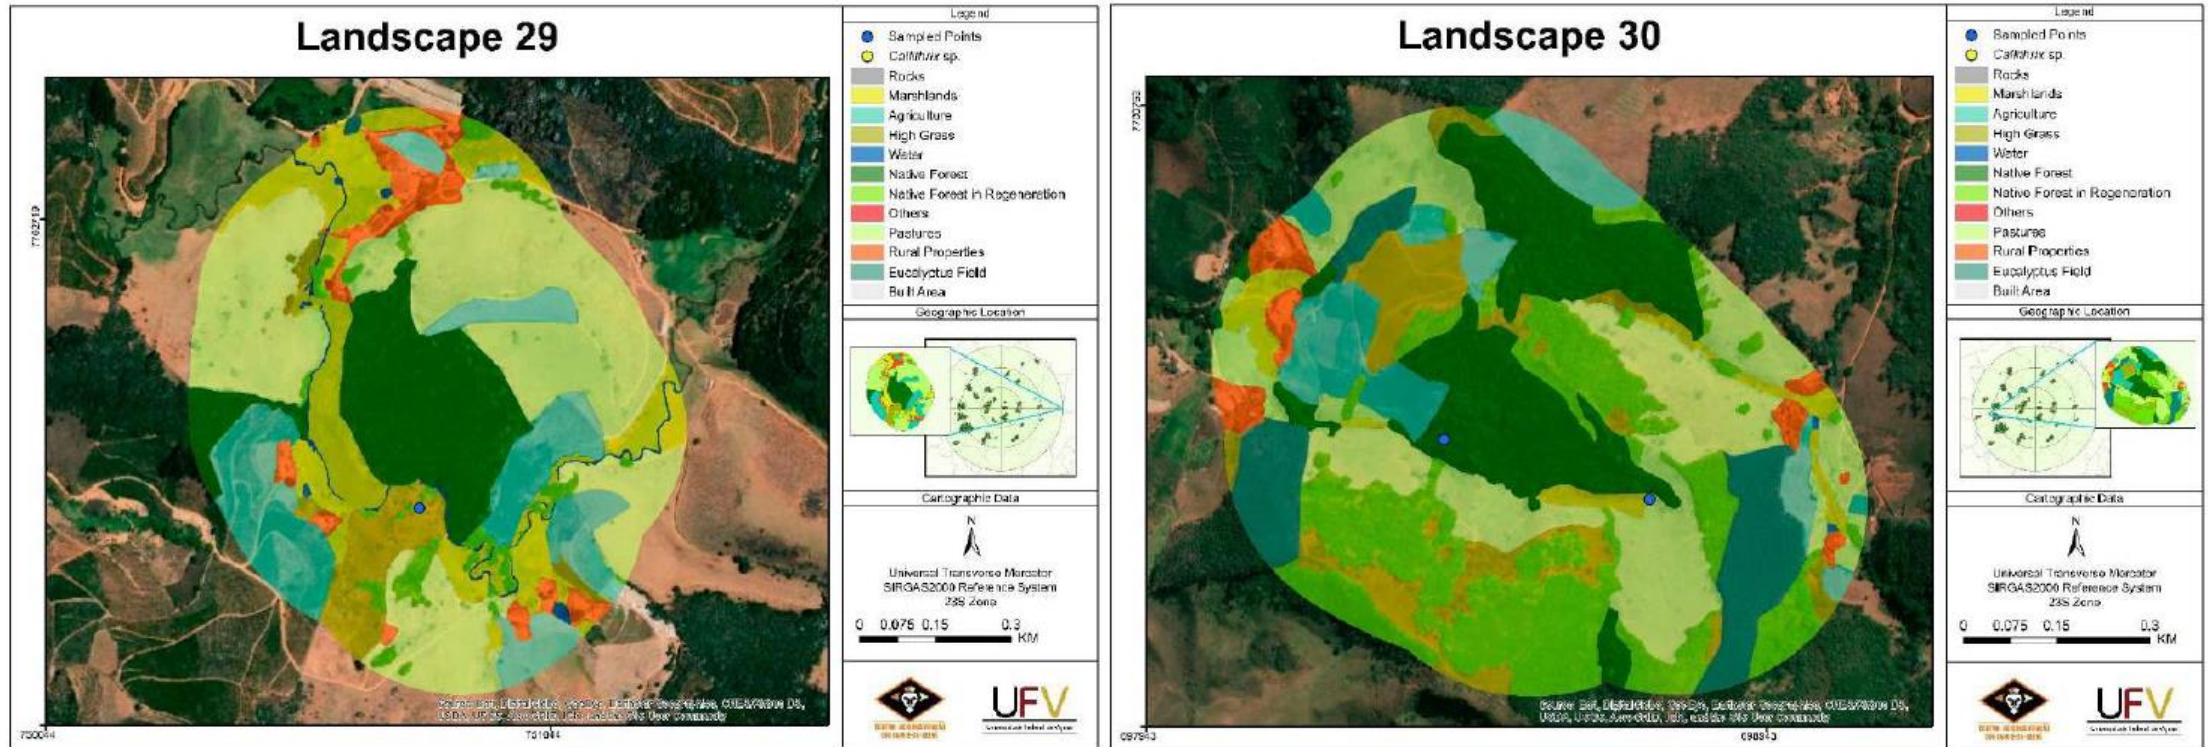 Landscape 29
Legend
Sampled Points
Callithrix sp.
Rocks
Marshlands
Agriculture
High Grass
Water
Native Forest
Native Forest in Regeneration
Others
Pastures
Rural Properties
Eucalyptus Field
Built Area
Geographic Location
Cartographic Data
N
Universal Transverse Mercator
SIRGAS2000 Reference System
23S Zone
0 0.075 0.15 0.3
KM
UFV
Landscape 30
Legend
Sampled Points
Callithrix sp.
Rocks
Marshlands
Agriculture
High Grass
Water
Native Forest
Native Forest in Regeneration
Others
Pastures
Rural Properties
Eucalyptus Field
Built Area
Geographic Location
Cartographic Data
N
Universal Transverse Mercator
SIRGAS2000 Reference System
23S Zone
0 0.075 0.15 0.3
KM
UFV